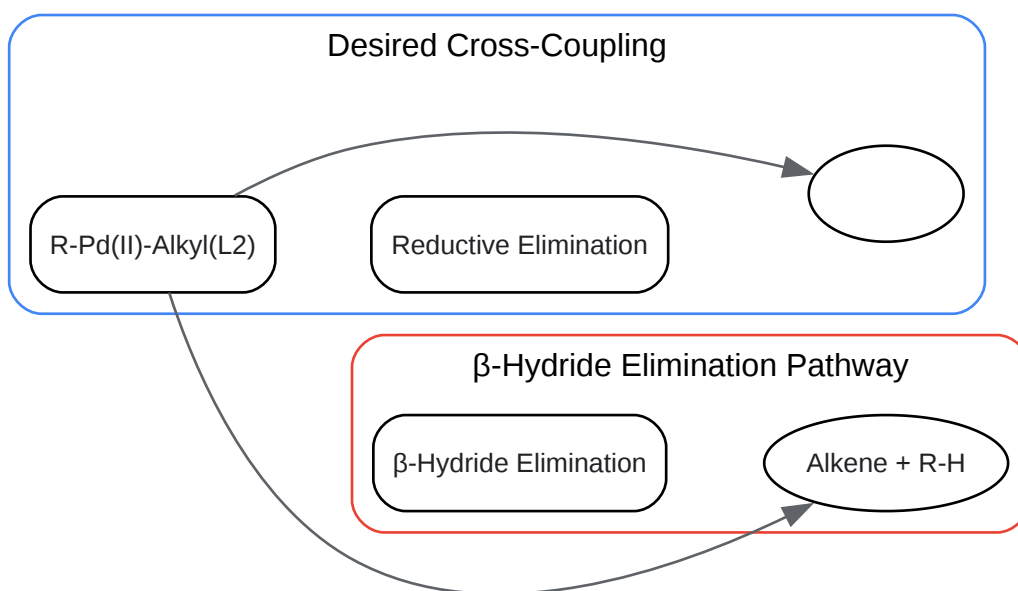 Desired Cross-Coupling
R-Pd(II)-Alkyl(L2)
Reductive Elimination
β-Hydride Elimination Pathway
β-Hydride Elimination
Alkene + R-H